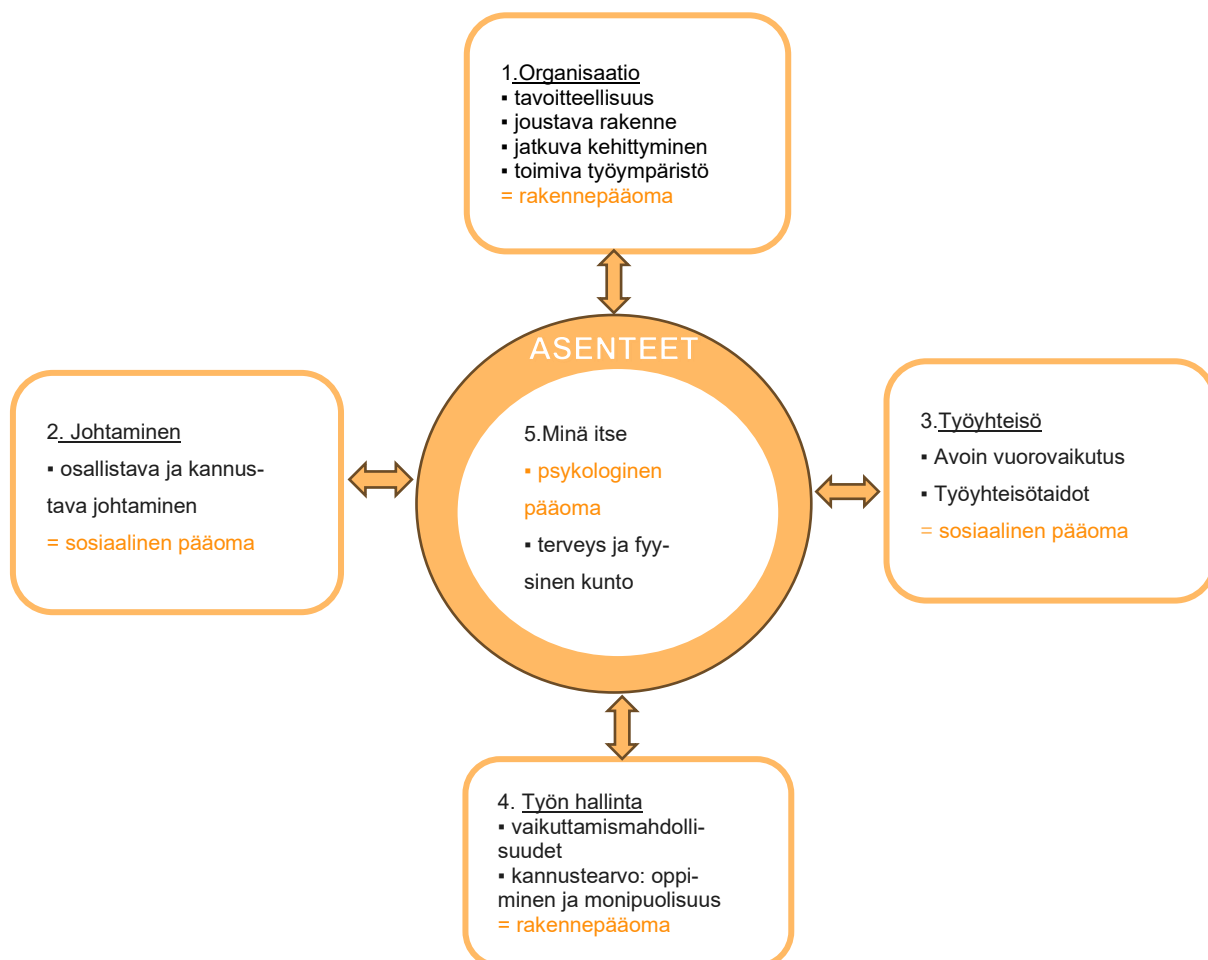 1.Organisaatio
▪ tavoitteellisuus
▪ joustava rakenne
▪ jatkuva kehittyminen
▪ toimiva työympäristö
= rakennepääoma
ASENTEET
2. Johtaminen
▪ osallistava ja kannus-
tava johtaminen
= sosiaalinen pääoma
5.Minä itse
▪ psykologinen
pääoma
▪ terveys ja fyy-
sinen kunto
3.Työyhteisö
▪ Avoin vuorovaikutus
▪ Työyhteisötaidot
= sosiaalinen pääoma
4. Työn hallinta
▪ vaikuttamismahdolli-
suudet
▪ kannustearvo: oppi-
minen ja monipuolisuus
= rakennepääoma